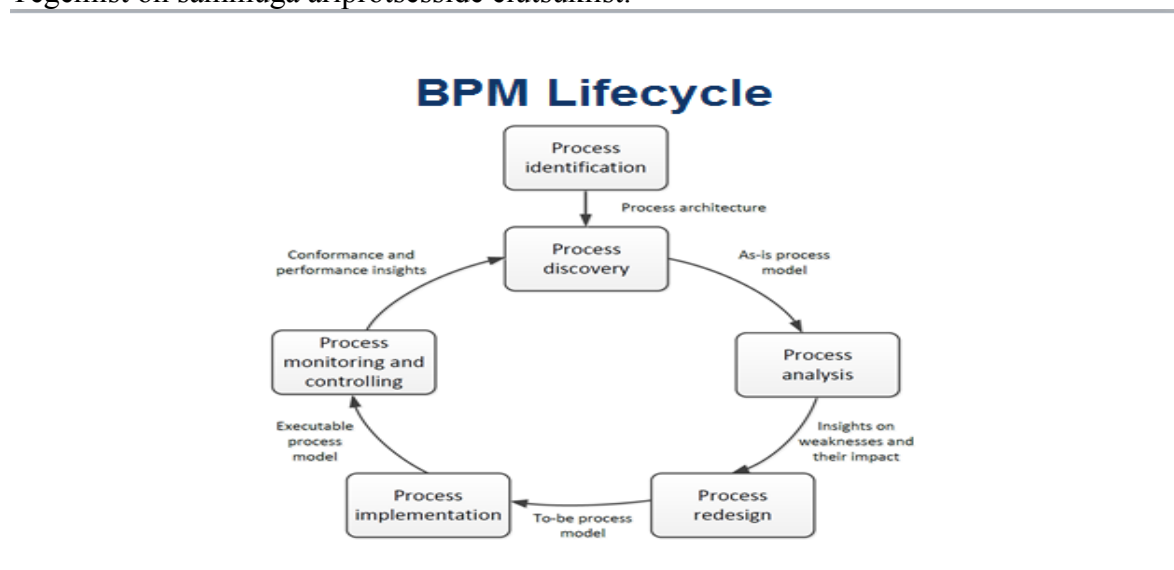 BPM Lifecycle
Process
identification
Process architecture
Process
discovery
Conformance and
performance insights
As-is process
model
Process
monitoring and
controlling
Process
analysis
Executable
process
model
Insights on
weaknesses and
their impact
Process
implementation
To-be process
model
Process
redesign